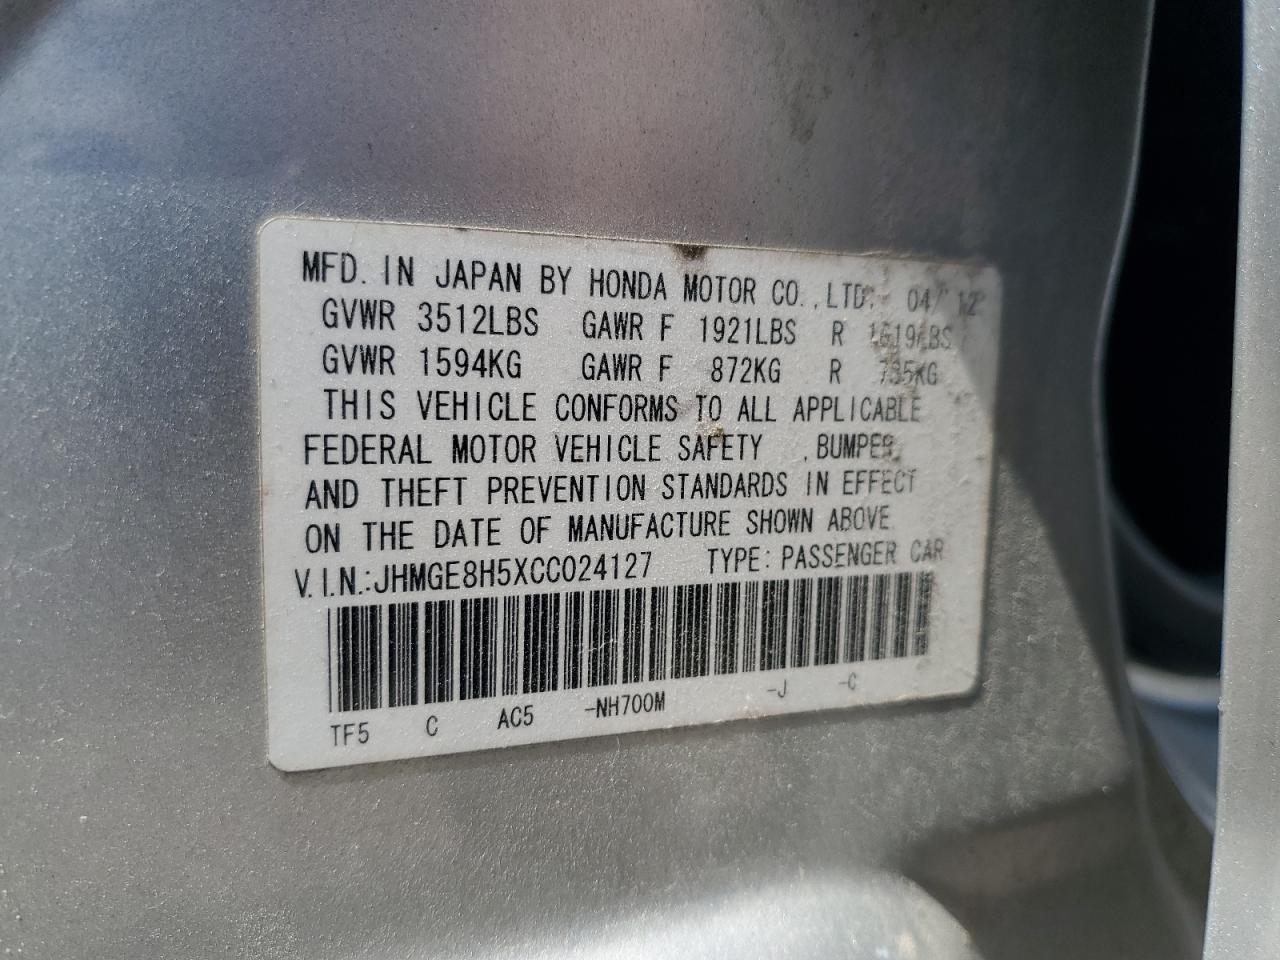 MFD. IN JAPAN BY HONDA MOTOR CO.,LTD. 04/12
GVWR 3512LBS GAWR F 1921LBS R 1619LBS
GVWR 1594KG GAWR F 872KG R 735KG
THIS VEHICLE CONFORMS TO ALL APPLICABLE
FEDERAL MOTOR VEHICLE SAFETY , BUMPER,
AND THEFT PREVENTION STANDARDS IN EFFECT
ON THE DATE OF MANUFACTURE SHOWN ABOVE.
V.I.N.:JHMGE8H5XCC024127 TYPE: PASSENGER CAR
TF5 C AC5 -NH700M -J -C